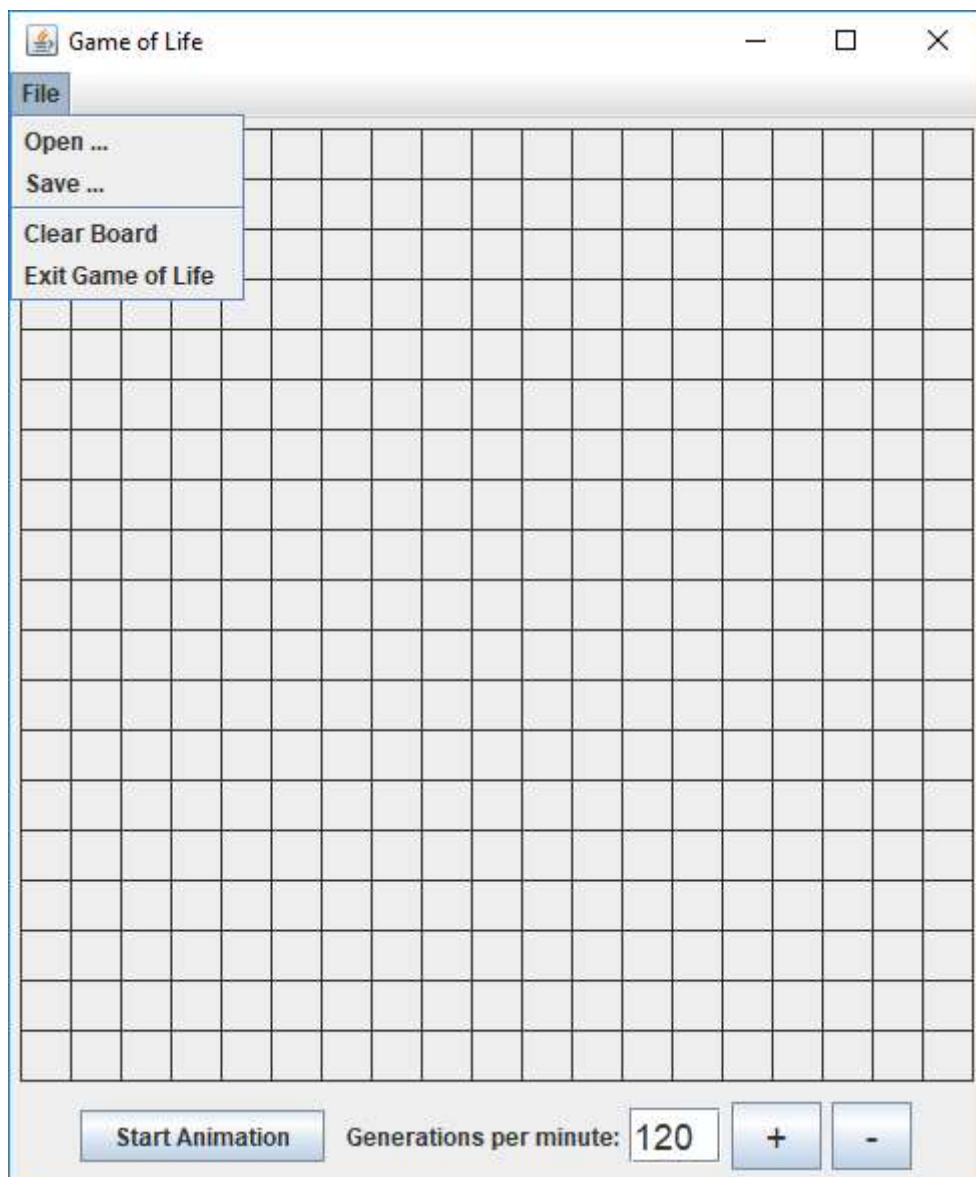 Game of Life
File
Open ...
Save ...
Clear Board
Exit Game of Life
Start Animation Generations per minute: 120 + -